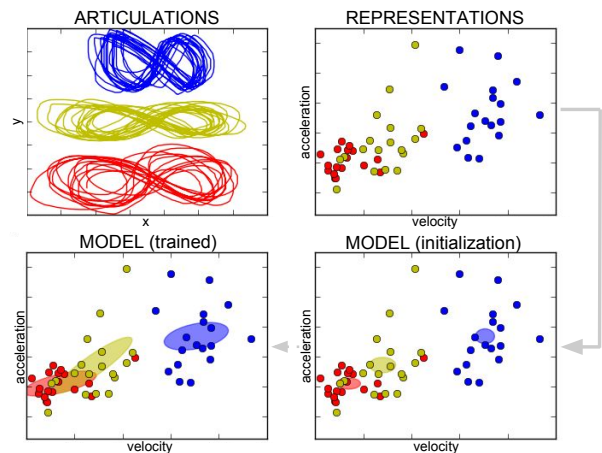 ARTICULATIONS
y
x
REPRESENTATIONS
acceleration
velocity
MODEL (trained)
acceleration
velocity
MODEL (initialization)
acceleration
velocity